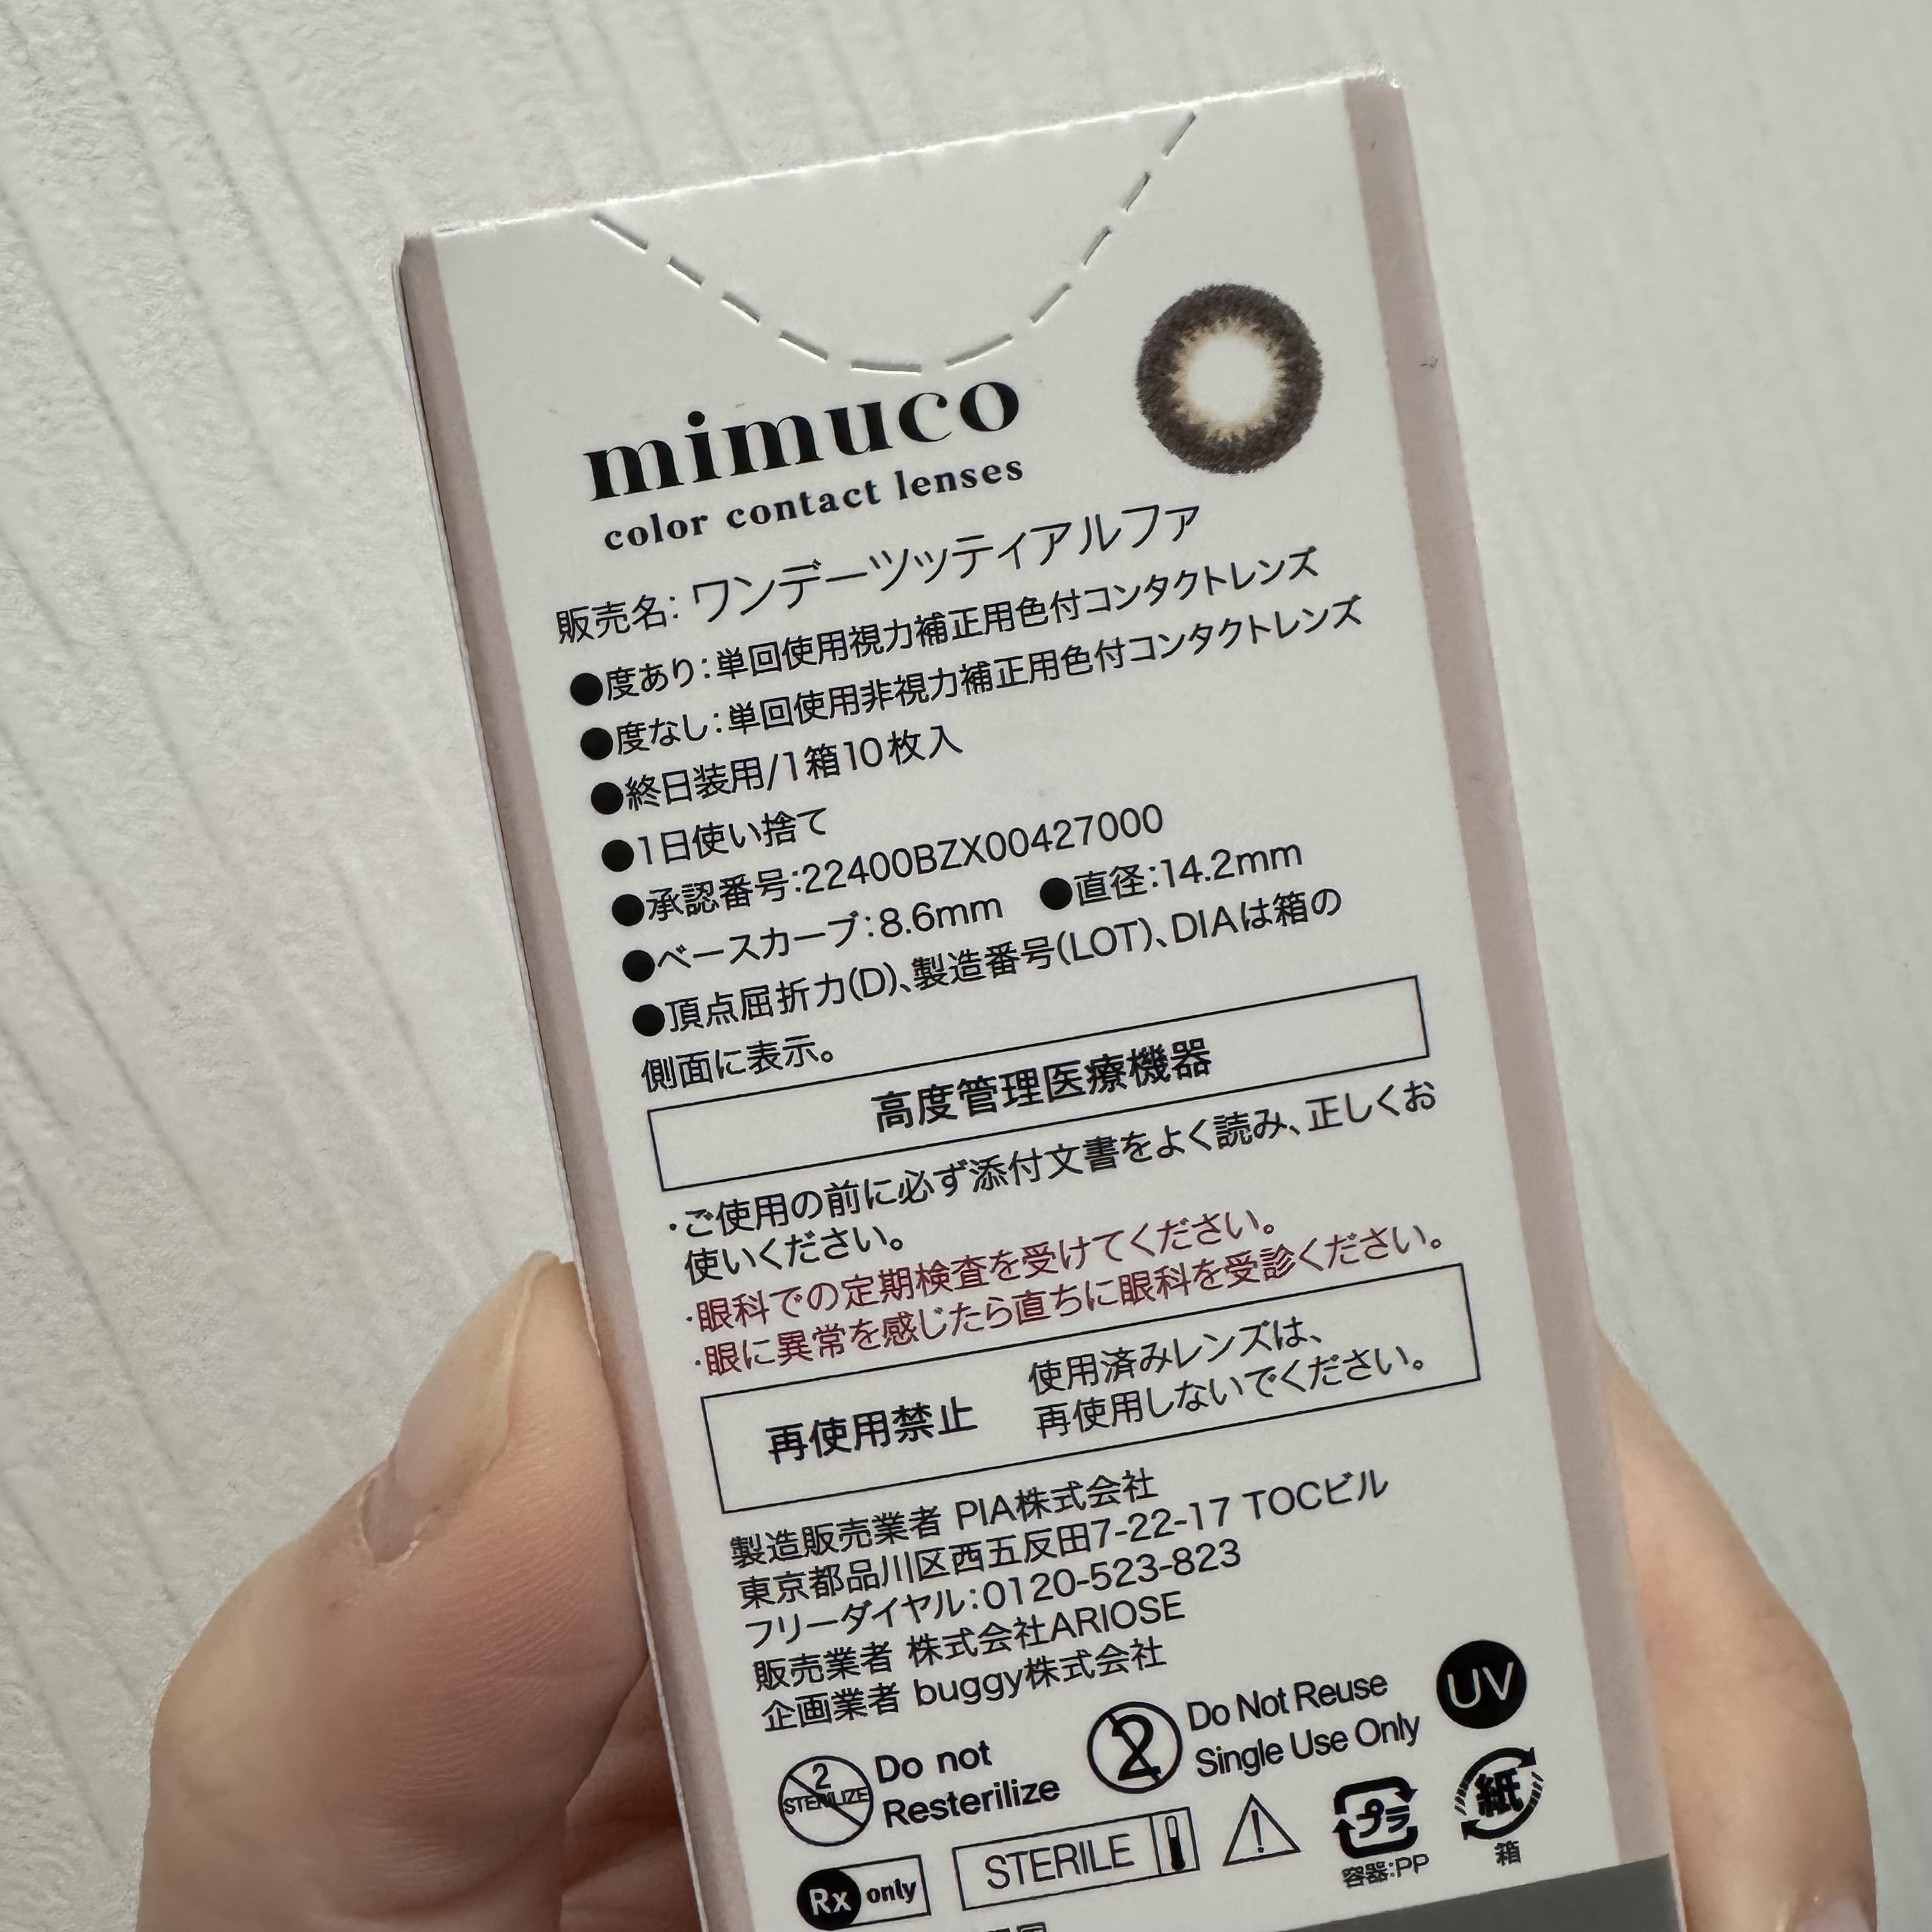 mimuco
color contact lenses
販売名：ワンデーツッティアルファ
●度あり：単回使用視力補正用色付コンタクトレンズ
●度なし：単回使用非視力補正用色付コンタクトレンズ
●終日装用/1箱10枚入
●1日使い捨て
●承認番号：22400BZX00427000
●ベースカーブ：8.6mm ●直径：14.2mm
●頂点屈折力(D)、製造番号(LOT)、DIAは箱の
側面に表示。
高度管理医療機器
・ご使用の前に必ず添付文書をよく読み、正しくお
使いください。
・眼科での定期検査を受けてください。
・眼に異常を感じたら直ちに眼科を受診ください。
再使用禁止
使用済みレンズは、
再使用しないでください。
製造販売業者 PIA株式会社
東京都品川区西五反田7-22-17 TOCビル
フリーダイヤル：0120-523-823
販売業者 株式会社ARIOSE
企画業者 buggy株式会社
2
STERILIZE
Do not
Resterilize
2
Do Not Reuse
Single Use Only
UV
Rx only
STERILE
プラ
容器：PP
紙
箱